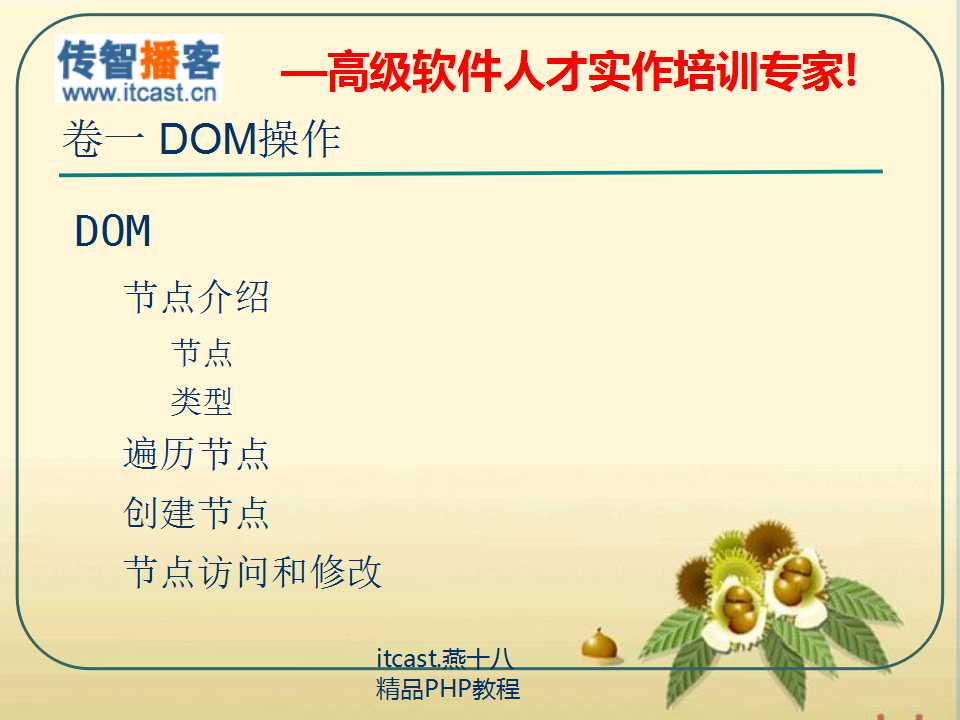 传智播客
www.itcast.cn
—高级软件人才实作培训专家!
卷一 DOM操作
DOM
节点介绍
节点
类型
遍历节点
创建节点
节点访问和修改
itcast.燕十八
精品PHP教程